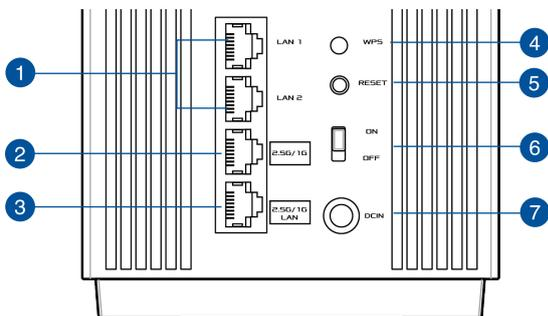 1
LAN 1
LAN 2
2
2.5G/1G
3
2.5G/1G
LAN
WPS
4
RESET
5
ON
OFF
6
DCIN
7